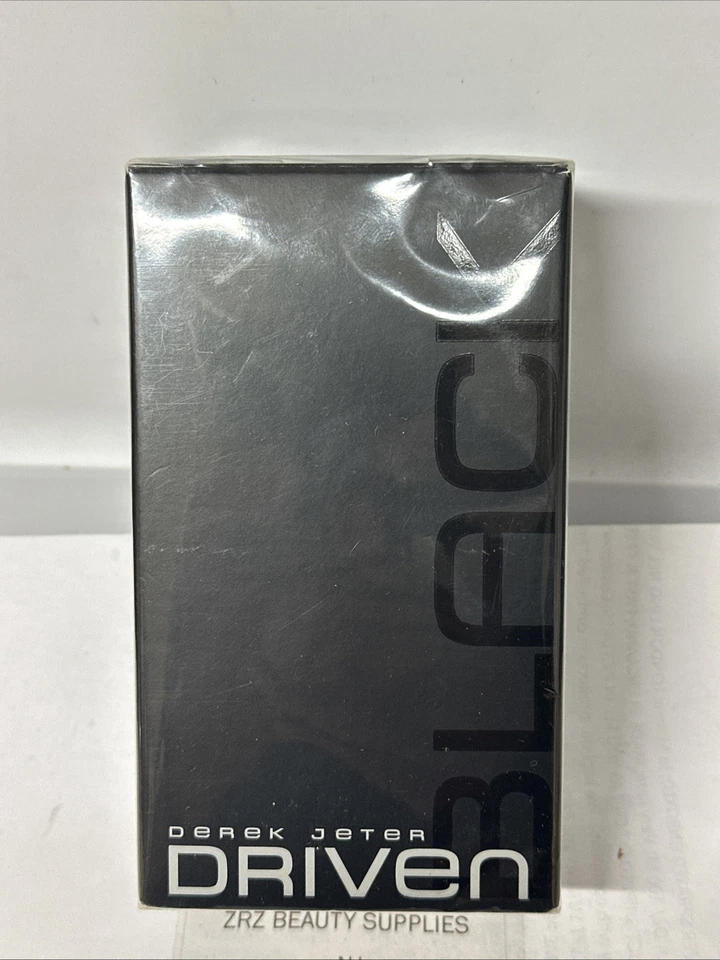 BLACK
DEREK JETER
DRIVEN
ZRZ BEAUTY SUPPLIES